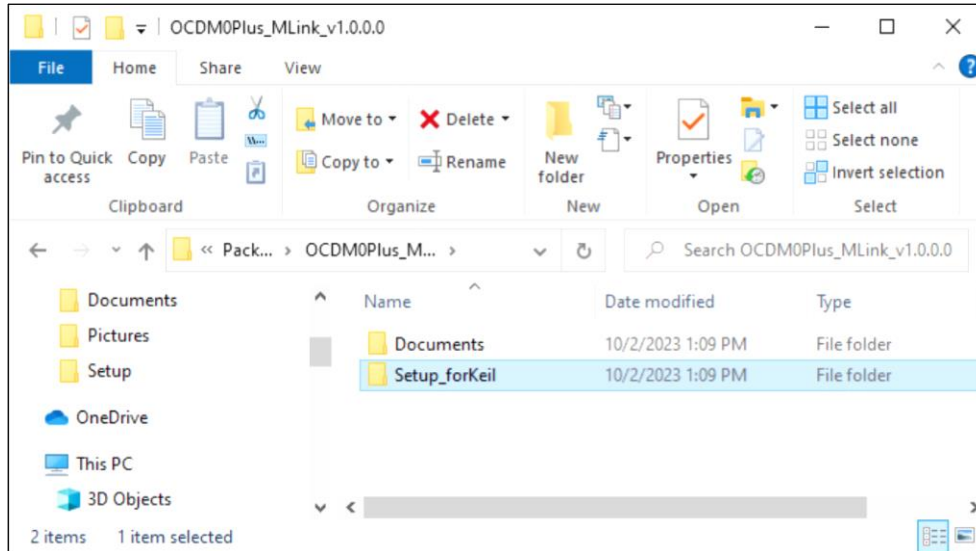 OCDM0Plus_MLink_v1.0.0.0
File Home Share View
Pin to Quick access
Copy
Paste
Move to
Copy to
Delete
Rename
New folder
Properties
Select all
Select none
Invert selection
Clipboard Organize New Open Select
« Pack... › OCDM0Plus_M... › Search OCDM0Plus_MLink_v1.0.0.0
Documents
Pictures
Setup
OneDrive
This PC
3D Objects
Name Date modified Type
Documents 10/2/2023 1:09 PM File folder
Setup_forKeil 10/2/2023 1:09 PM File folder
2 items 1 item selected